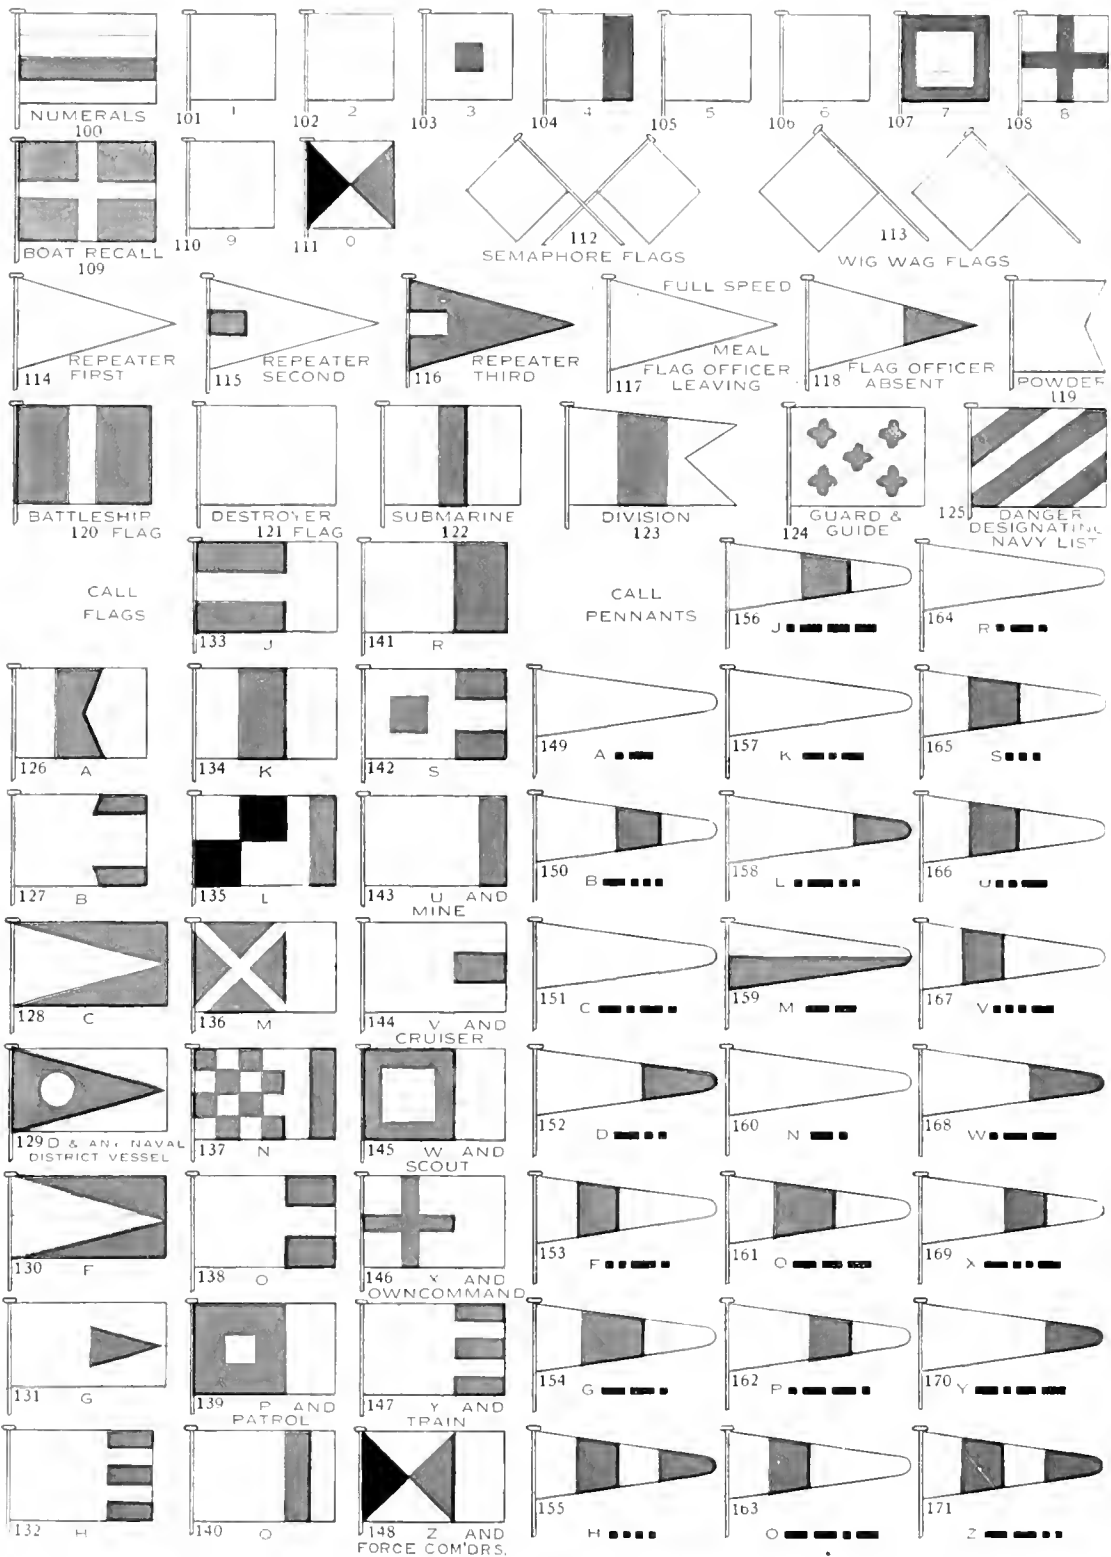 NUMERALS
100
101 1
102 2
103 3
104 4
105 5
106 6
107 7
108 8
BOAT RECALL
109
110 9
111 0
112
SEMAPHORE FLAGS
113
WIG WAG FLAGS
114 REPEATER
FIRST
115 REPEATER
SECOND
116 REPEATER
THIRD
FULL SPEED
MEAL
117 FLAG OFFICER
LEAVING
118 FLAG OFFICER
ABSENT
POWDER
119
BATTLESHIP
120 FLAG
DESTROYER
121 FLAG
SUBMARINE
122
DIVISION
123
124 GUARD &
GUIDE
125 DANGER
DESIGNATING
NAVY LIST
CALL
FLAGS
133 J
141 R
CALL
PENNANTS
156
J
164
R
126 A
134 K
142 S
149
A
157
K
165
S
127 B
135 L
143 U AND
MINE
150
B
158
L
166
U
128 C
136 M
144 V AND
CRUISER
151
C
159
M
167
V
129 D & ANY NAVAL
DISTRICT VESSEL
137 N
145 W AND
SCOUT
152
D
160
N
168
W
130 F
138 O
146 X AND
OWN COMMAND
153
F
161
O
169
X
131 G
139 P AND
PATROL
147 Y AND
TRAIN
154
G
162
P
170
Y
132 H
140 Q
148 Z AND
FORCE COM'DRS.
155
H
163
Q
171
Z